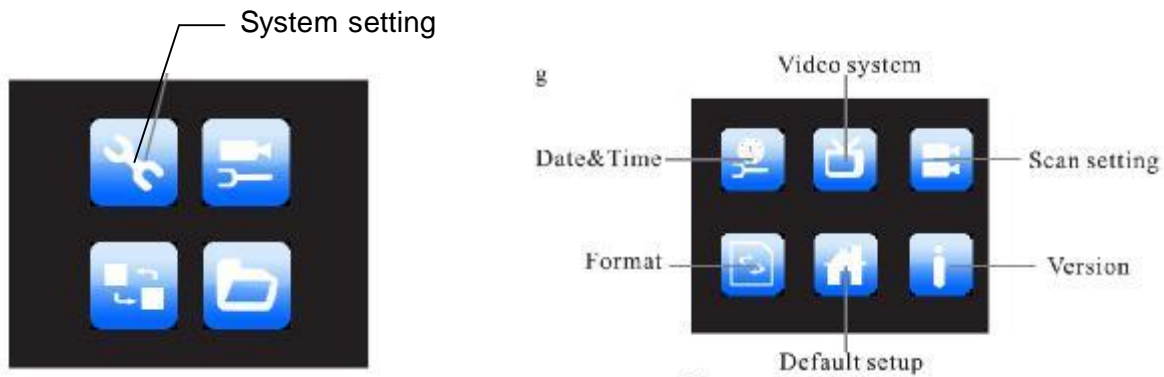 System setting
g
Video system
Date&Time
Scan setting
Format
Version
Default setup